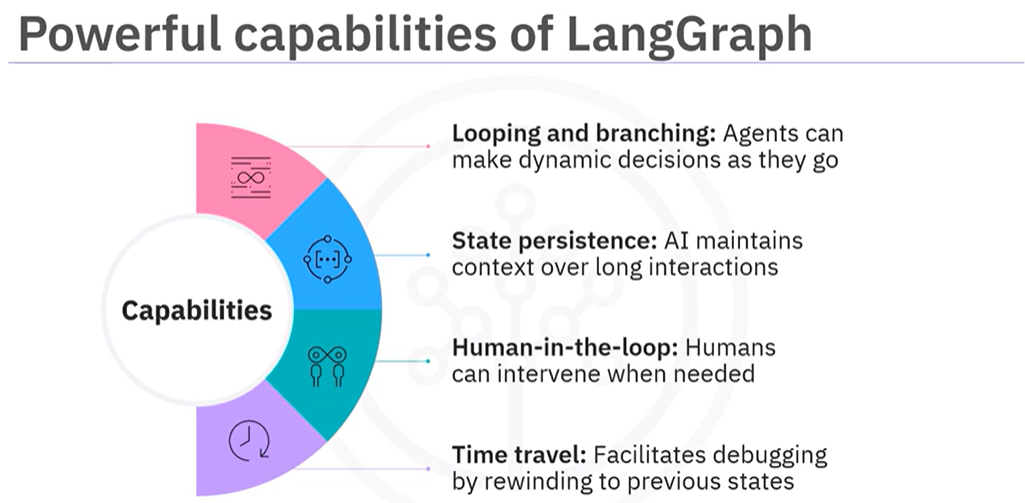 Powerful capabilities of LangGraph
Looping and branching: Agents can
make dynamic decisions as they go
State persistence: AI maintains
context over long interactions
Capabilities
Human-in-the-loop: Humans
can intervene when needed
Time travel: Facilitates debugging
by rewinding to previous states